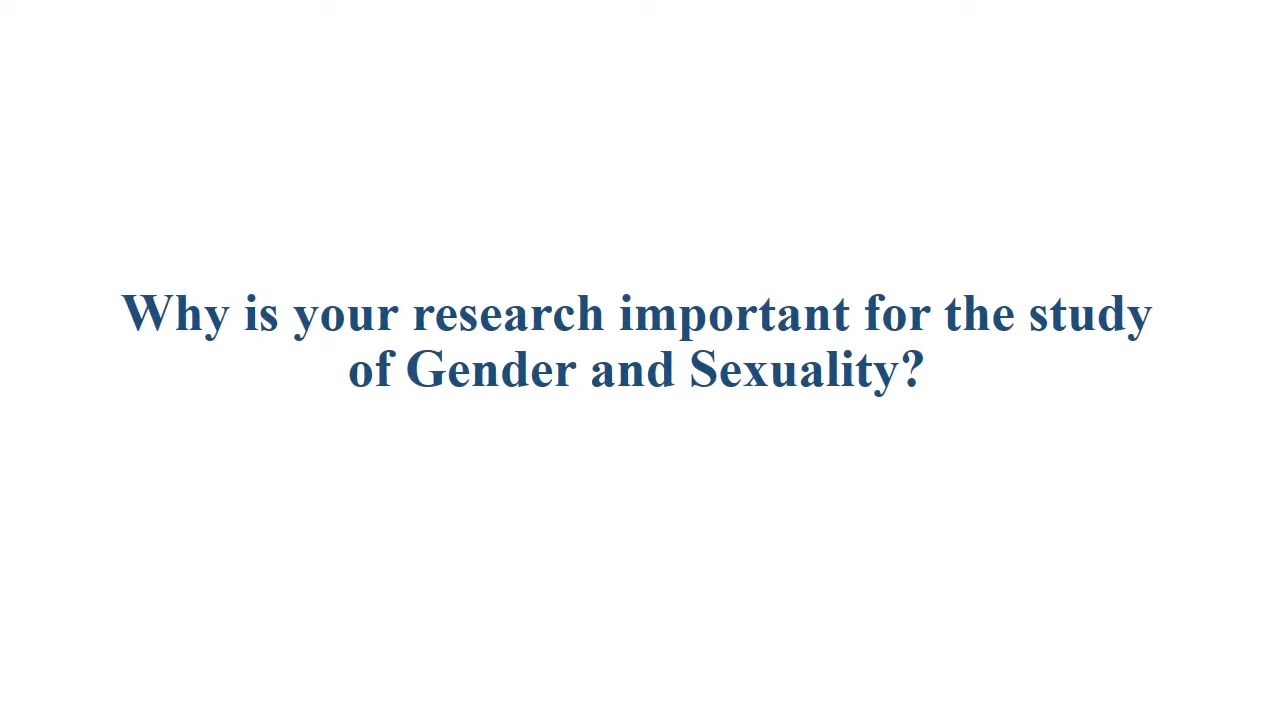 Why is your research important for the study
of Gender and Sexuality?